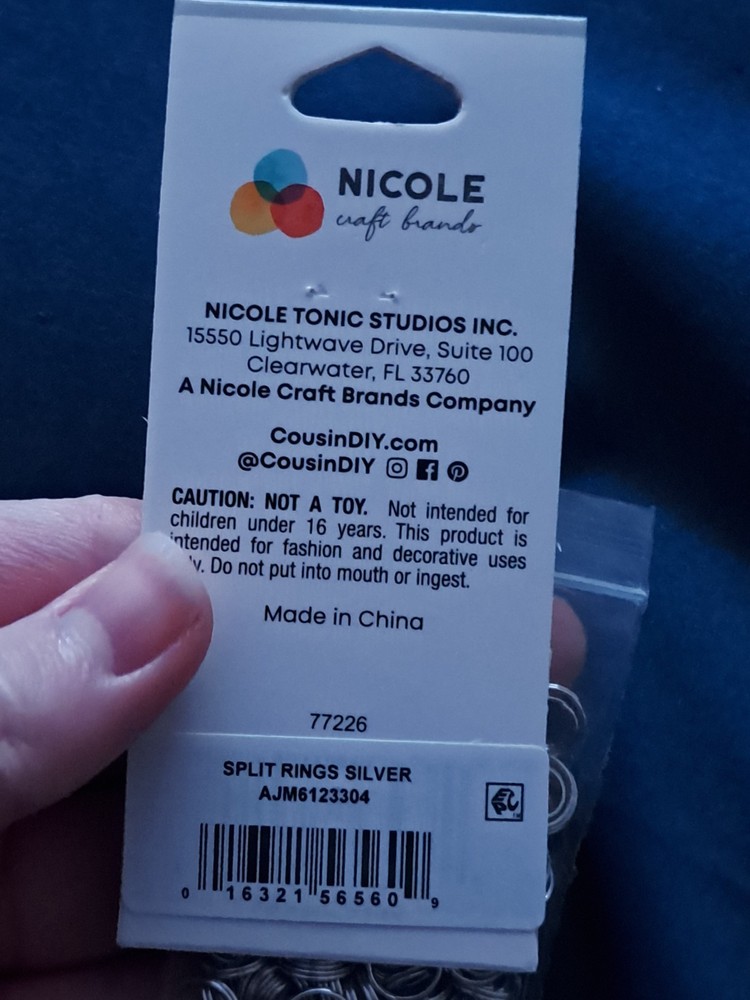 NICOLE
craft brands
NICOLE TONIC STUDIOS INC.
15550 Lightwave Drive, Suite 100
Clearwater, FL 33760
A Nicole Craft Brands Company
CousinDIY.com
@CousinDIY
CAUTION: NOT A TOY. Not intended for
children under 16 years. This product is
intended for fashion and decorative uses
Do not put into mouth or ingest.
Made in China
77226
SPLIT RINGS SILVER
AJM6123304
0 16321 56560 9